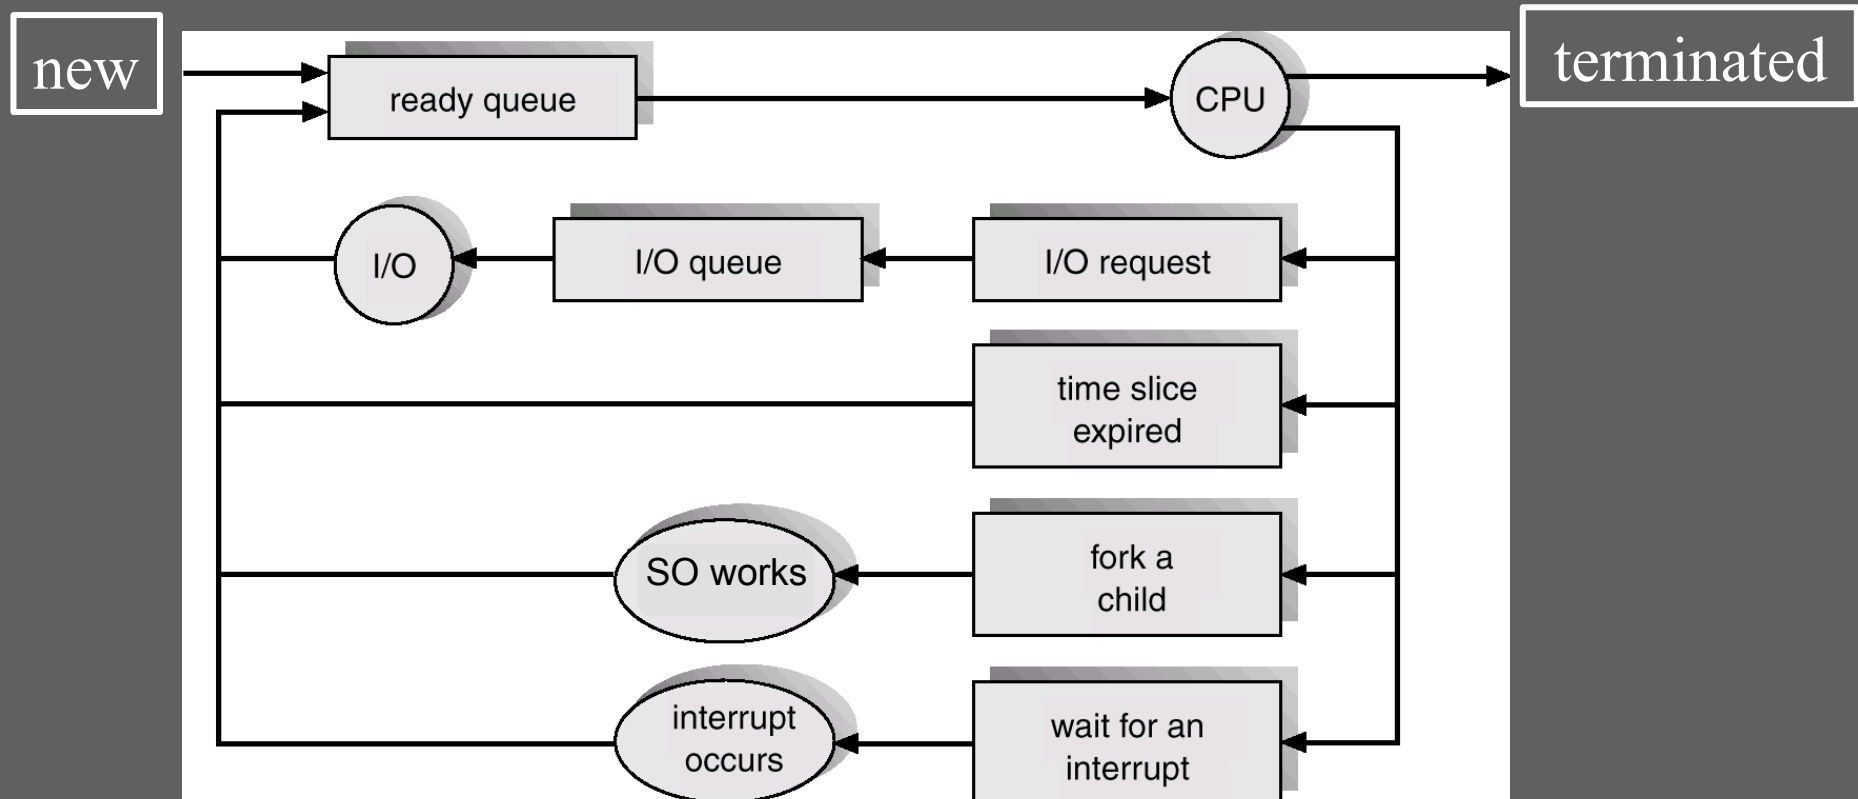 new
ready queue
CPU
terminated
I/O
I/O queue
I/O request
time slice
expired
SO works
fork a
child
interrupt
occurs
wait for an
interrupt